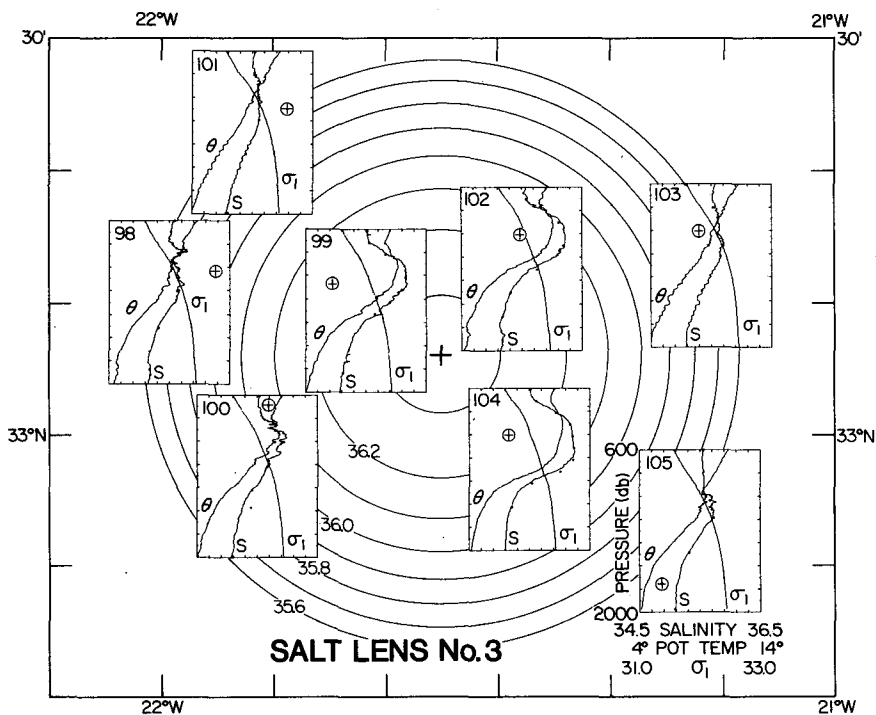 22°W
21°W
30'
30'
101
θ
S
σ₁
98
θ
S
σ₁
99
θ
S
σ₁
102
θ
S
σ₁
103
θ
S
σ₁
100
θ
S
σ₁
104
θ
S
σ₁
105
θ
S
σ₁
33°N
33°N
36.2
36.0
35.8
35.6
600
PRESSURE (db)
2000
34.5 SALINITY 36.5
4° POT TEMP 14°
31.0 σ₁ 33.0
SALT LENS No.3
22°W
21°W